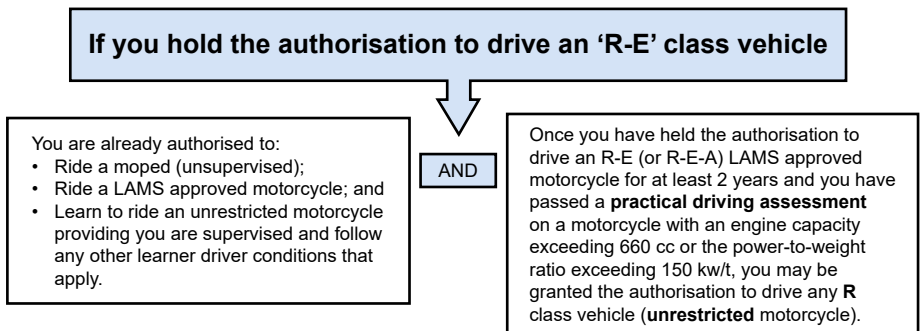 If you hold the authorisation to drive an ‘R-E’ class vehicle
You are already authorised to:
• Ride a moped (unsupervised);
• Ride a LAMS approved motorcycle; and
• Learn to ride an unrestricted motorcycle
providing you are supervised and follow
any other learner driver conditions that
apply.
AND
Once you have held the authorisation to
drive an R-E (or R-E-A) LAMS approved
motorcycle for at least 2 years and you have
passed a practical driving assessment
on a motorcycle with an engine capacity
exceeding 660 cc or the power-to-weight
ratio exceeding 150 kw/t, you may be
granted the authorisation to drive any R
class vehicle (unrestricted motorcycle).